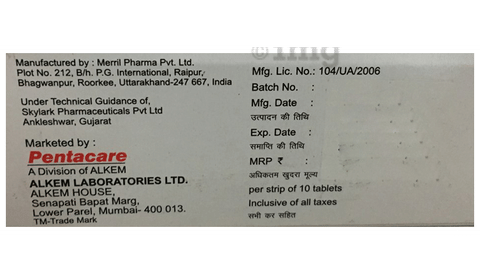 Manufactured by : Merril Pharma Pvt. Ltd.
Plot No. 212, B/h. P.G. International, Raipur,
Bhagwanpur, Roorkee, Uttarakhand-247 667, India
Under Technical Guidance of,
Skylark Pharmaceuticals Pvt Ltd
Ankleshwar, Gujarat
Marketed by :
Pentacare
A Division of ALKEM
ALKEM LABORATORIES LTD.
ALKEM HOUSE,
Senapati Bapat Marg,
Lower Parel, Mumbai- 400 013.
TM-Trade Mark
©1mg
Mfg. Lic. No.: 104/UA/2006
Batch No. :
Mfg. Date :
उत्पादन की तिथि
Exp. Date :
समाप्ति की तिथि
MRP ₹ :
अधिकतम खुदरा मूल्य
per strip of 10 tablets
Inclusive of all taxes
सभी कर सहित